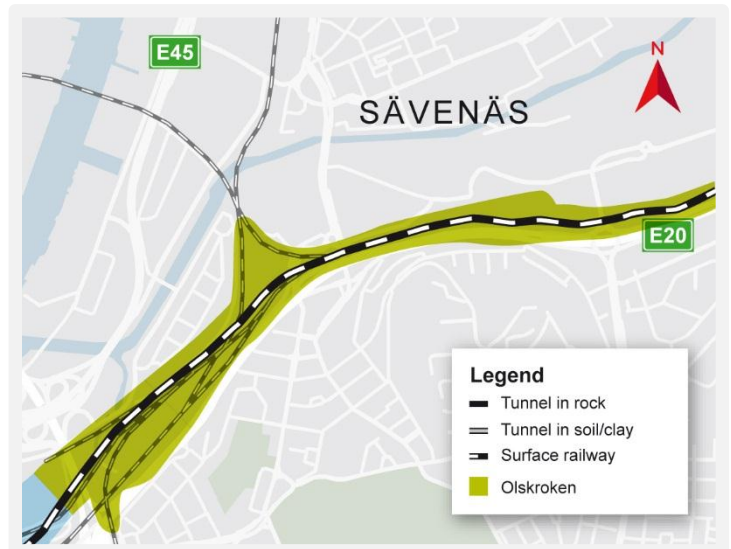 E45
N
SÄVENÄS
E20
Legend
Tunnel in rock
Tunnel in soil/clay
Surface railway
Olskroken